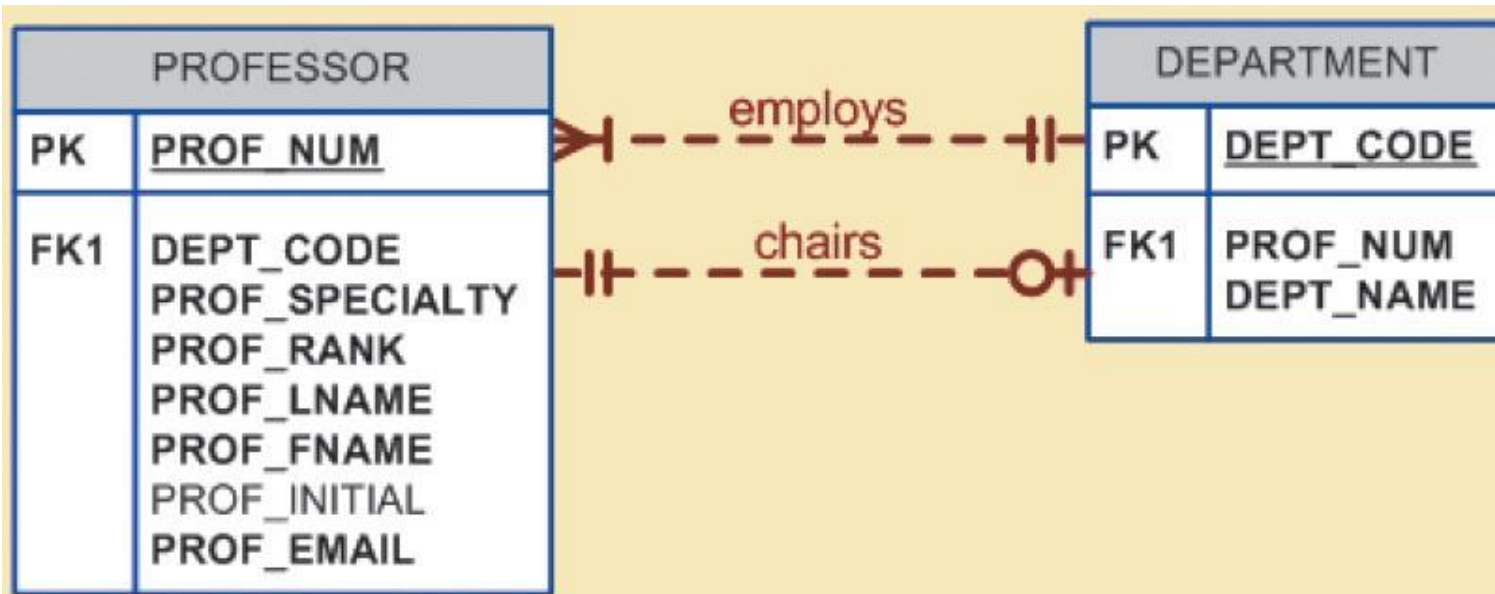 PROFESSOR
PK PROF_NUM
FK1 DEPT_CODE
PROF_SPECIALTY
PROF_RANK
PROF_LNAME
PROF_FNAME
PROF_INITIAL
PROF_EMAIL
employs
chairs
DEPARTMENT
PK DEPT_CODE
FK1 PROF_NUM
DEPT_NAME